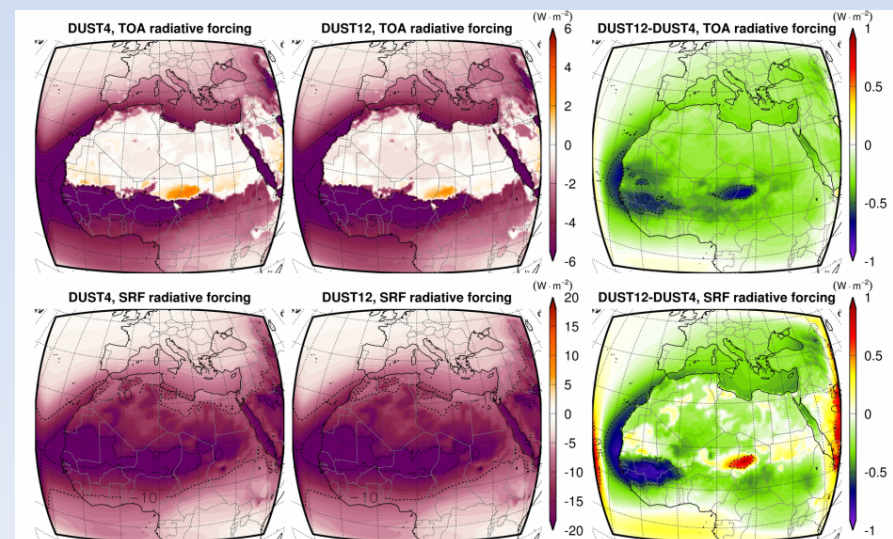 DUST4, TOA radiative forcing
DUST12, TOA radiative forcing
(W·m⁻²)
6
4
2
0
-2
-4
-6
DUST12-DUST4, TOA radiative forcing
(W·m⁻²)
1
0.5
0
-0.5
-1
DUST4, SRF radiative forcing
-10
DUST12, SRF radiative forcing
-10
(W·m⁻²)
20
15
10
5
0
-5
-10
-15
-20
DUST12-DUST4, SRF radiative forcing
(W·m⁻²)
1
0.5
0
-0.5
-1